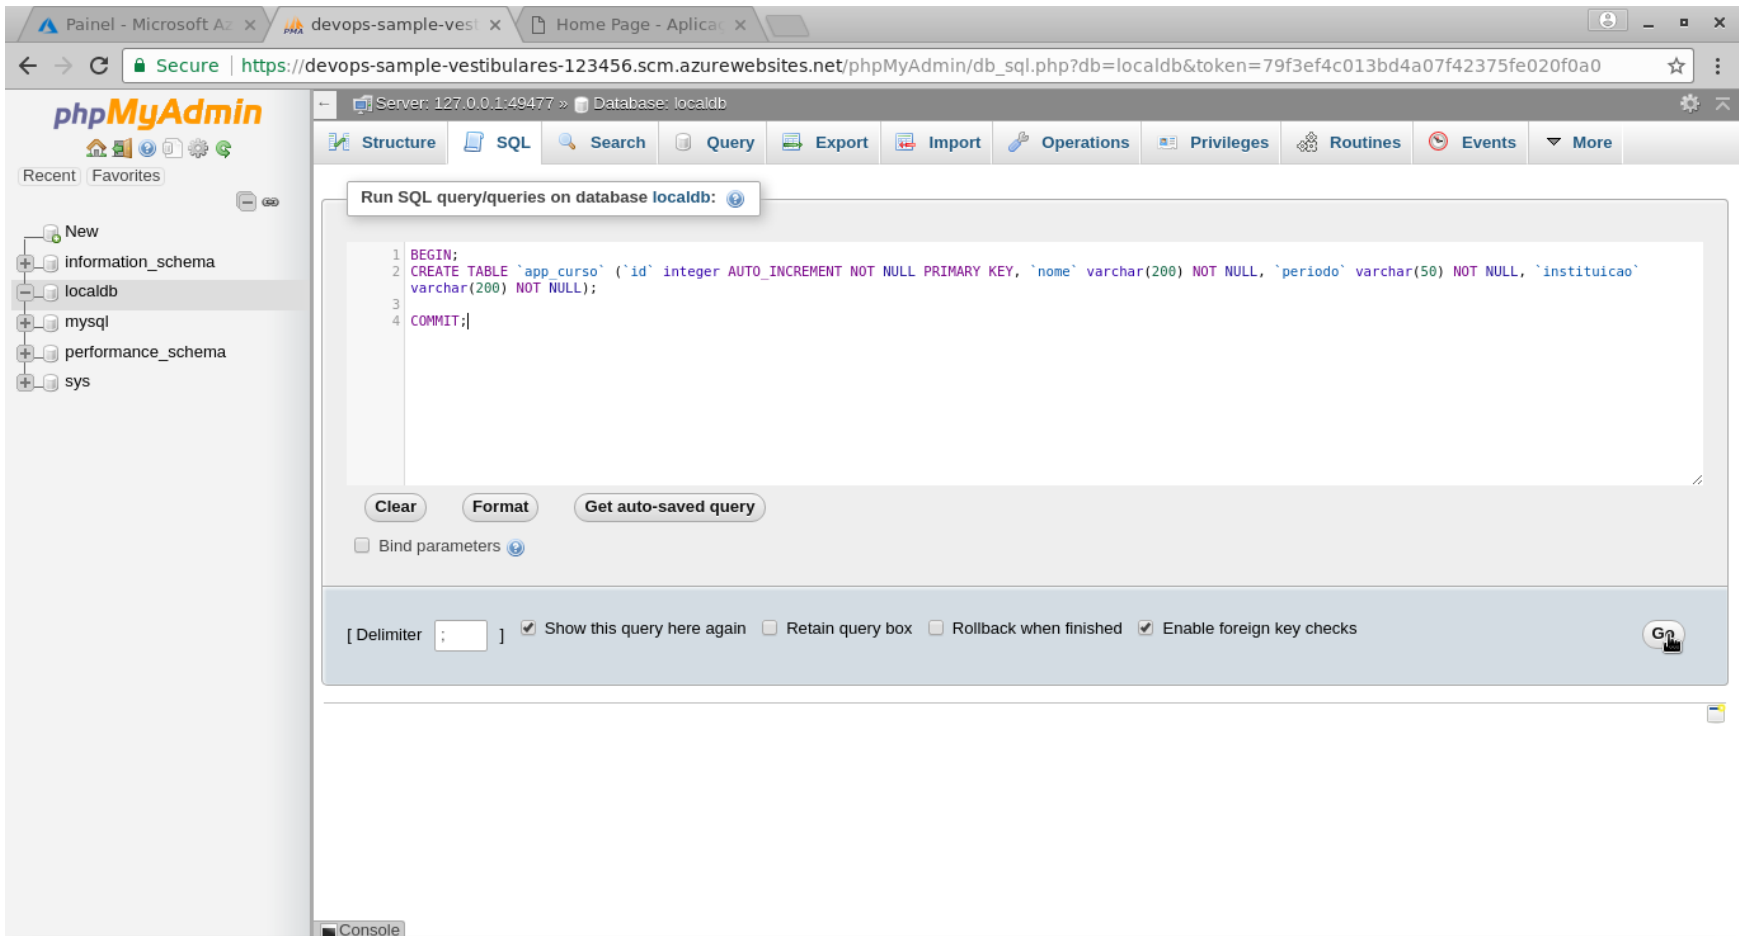 Painel - Microsoft Az
devops-sample-vest
Home Page - Aplicaç
Secure
https://devops-sample-vestibulares-123456.scm.azurewebsites.net/phpMyAdmin/db_sql.php?db=localdb&token=79f3ef4c013bd4a07f42375fe020f0a0
phpMyAdmin
Recent Favorites
New
information_schema
localdb
mysql
performance_schema
sys
Server: 127.0.0.1:49477 » Database: localdb
Structure SQL Search Query Export Import Operations Privileges Routines Events More
Run SQL query/queries on database localdb:
1 BEGIN;
2 CREATE TABLE `app_curso` (`id` integer AUTO_INCREMENT NOT NULL PRIMARY KEY, `nome` varchar(200) NOT NULL, `periodo` varchar(50) NOT NULL, `instituicao`
varchar(200) NOT NULL);
3
4 COMMIT;
Clear Format Get auto-saved query
Bind parameters
[ Delimiter ; ] Show this query here again Retain query box Rollback when finished Enable foreign key checks
Go
Console